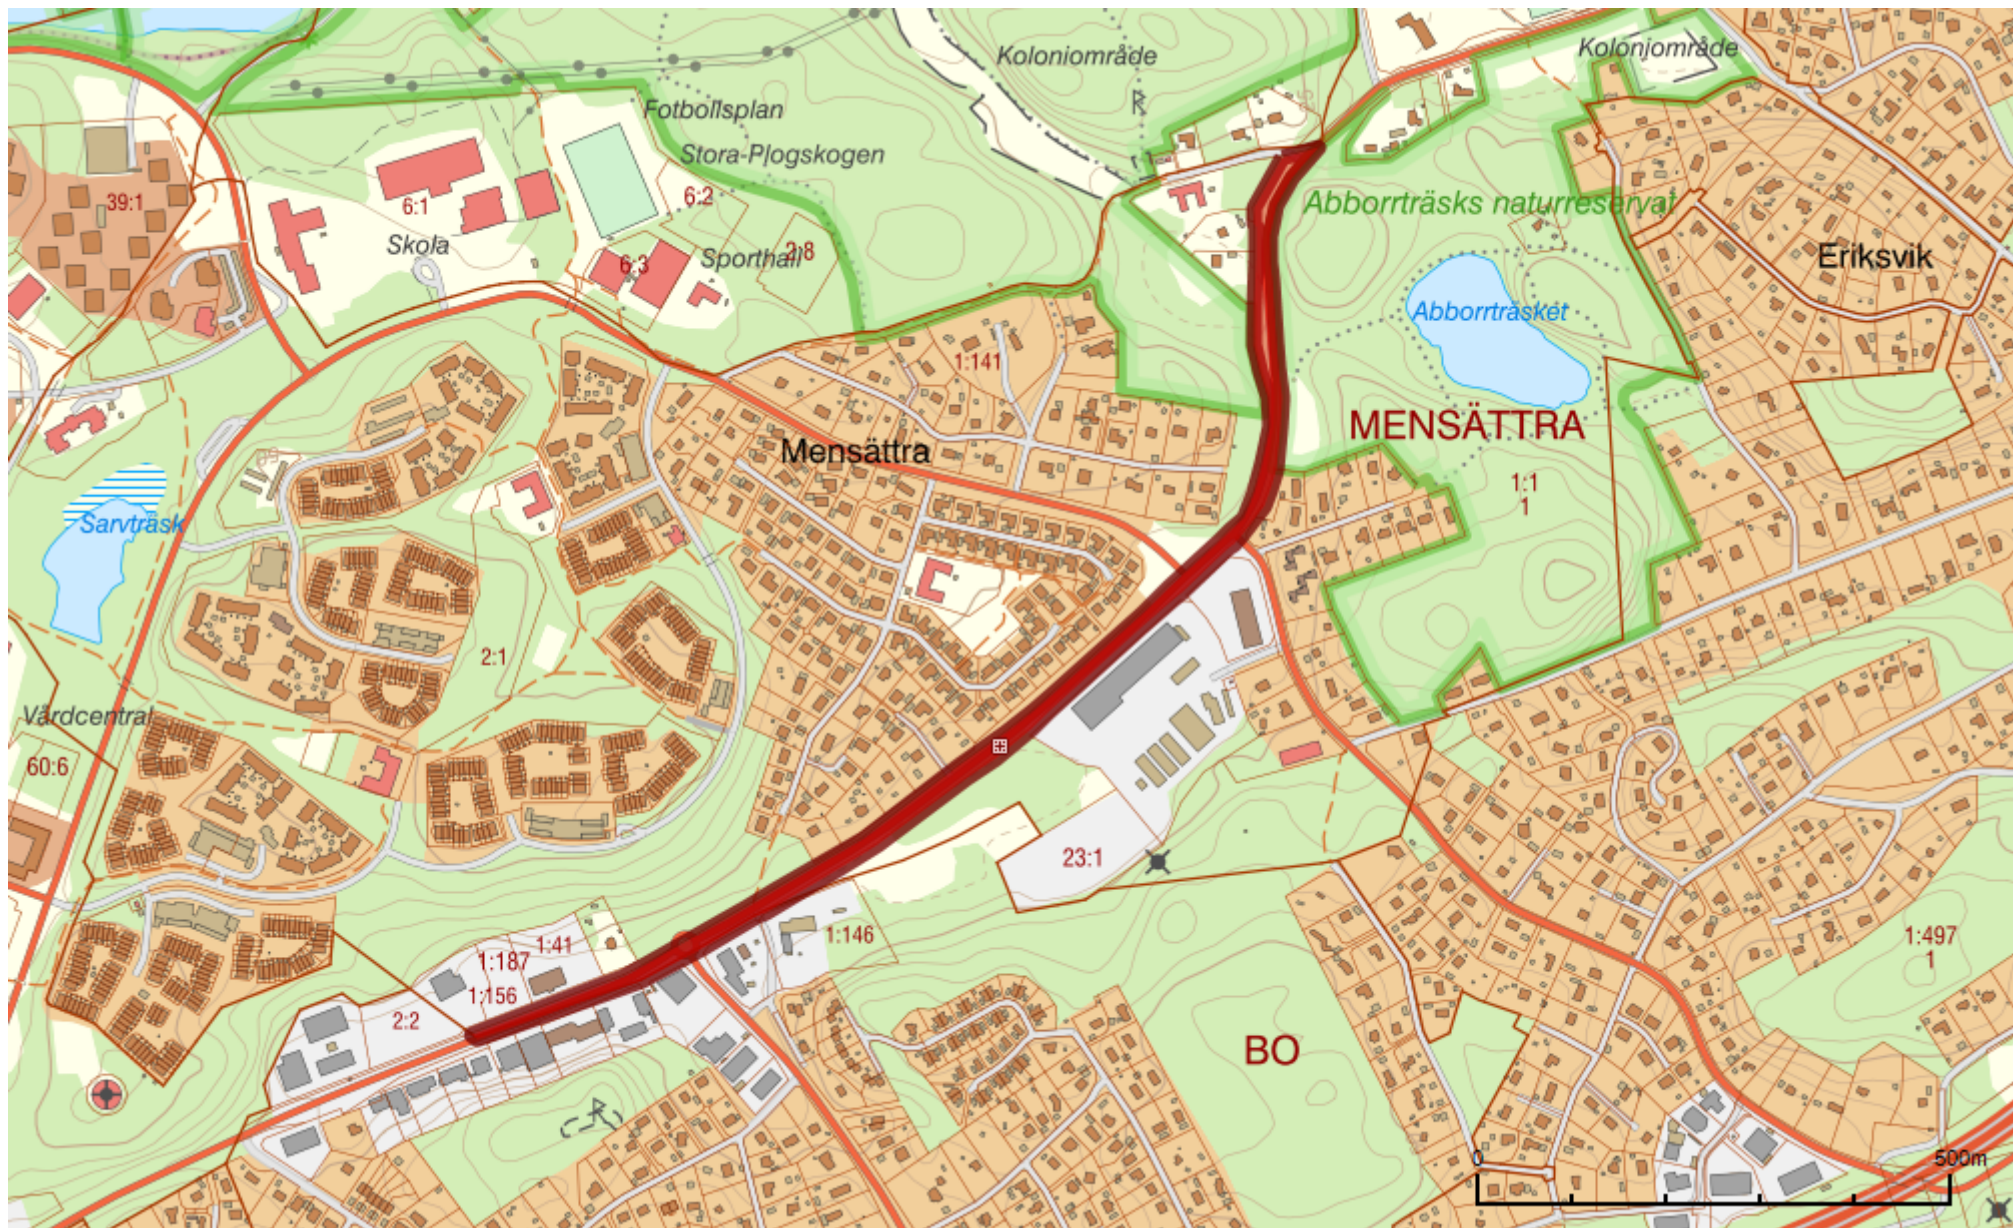 Koloniområde
Koloniområde
Fotbollsplan
Stora-Plogskogen
39:1
6:1
6:2
Skola
6:3
Sporthall
2:8
Abborrträsks naturreservat
Eriksvik
Abborrträsket
1:141
Mensättra
MENSÄTTRA
1:1
1
Sarvträsk
2:1
Vårdcentral
60:6
23:1
1:41
1:187
1:156
2:2
1:146
1:497
1
BO
0
500m